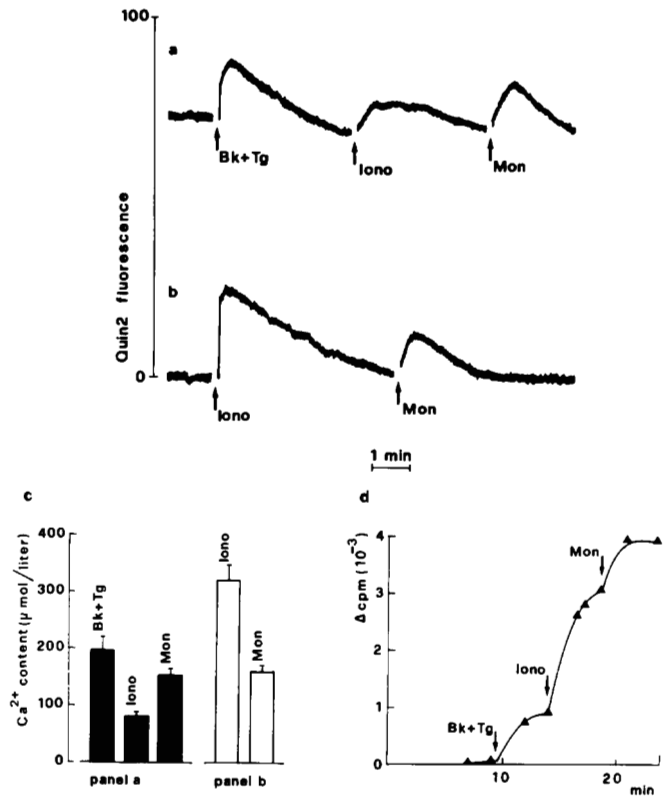 100
a
Bk+Tg
Iono
Mon
Quin2 fluorescence
b
0
Iono
Mon
1 min
c
d
Ca2+ content (μ mol/liter)
400
300
200
100
0
Bk+Tg
Iono
Mon
Iono
Mon
panel a
panel b
Δcpm (10-3)
4
3
2
1
0
Bk+Tg
Iono
Mon
10
20
min